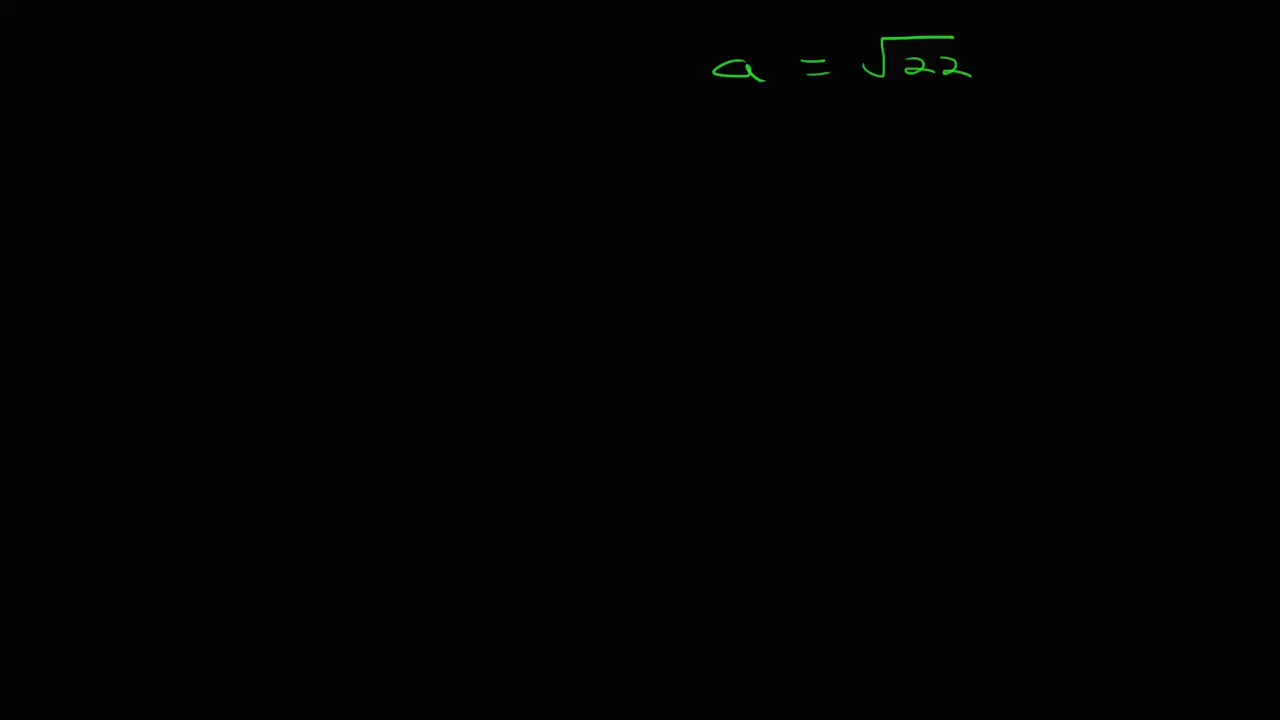 a = √22